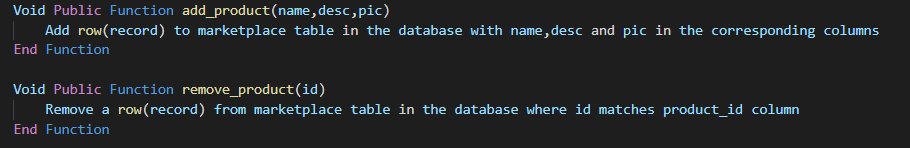 Void Public Function add_product(name,desc,pic)
Add row(record) to marketplace table in the database with name,desc and pic in the corresponding columns
End Function
Void Public Function remove_product(id)
Remove a row(record) from marketplace table in the database where id matches product_id column
End Function